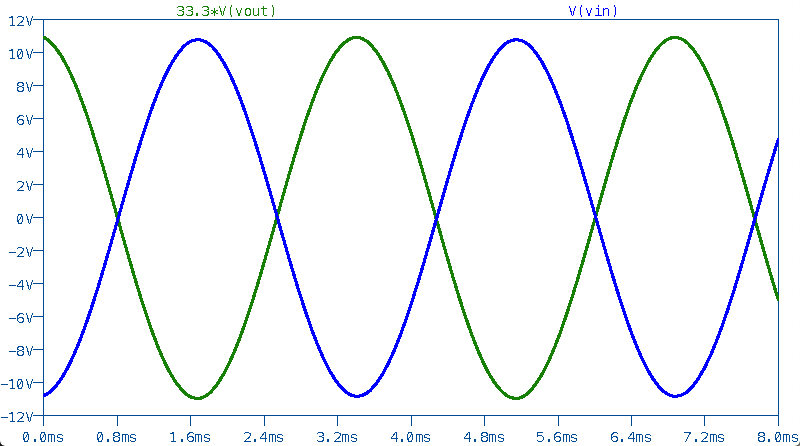 33.3*V(vout) V(vin)
12V
10V
8V
6V
4V
2V
0V
-2V
-4V
-6V
-8V
-10V
-12V
0.0ms 0.8ms 1.6ms 2.4ms 3.2ms 4.0ms 4.8ms 5.6ms 6.4ms 7.2ms 8.0ms